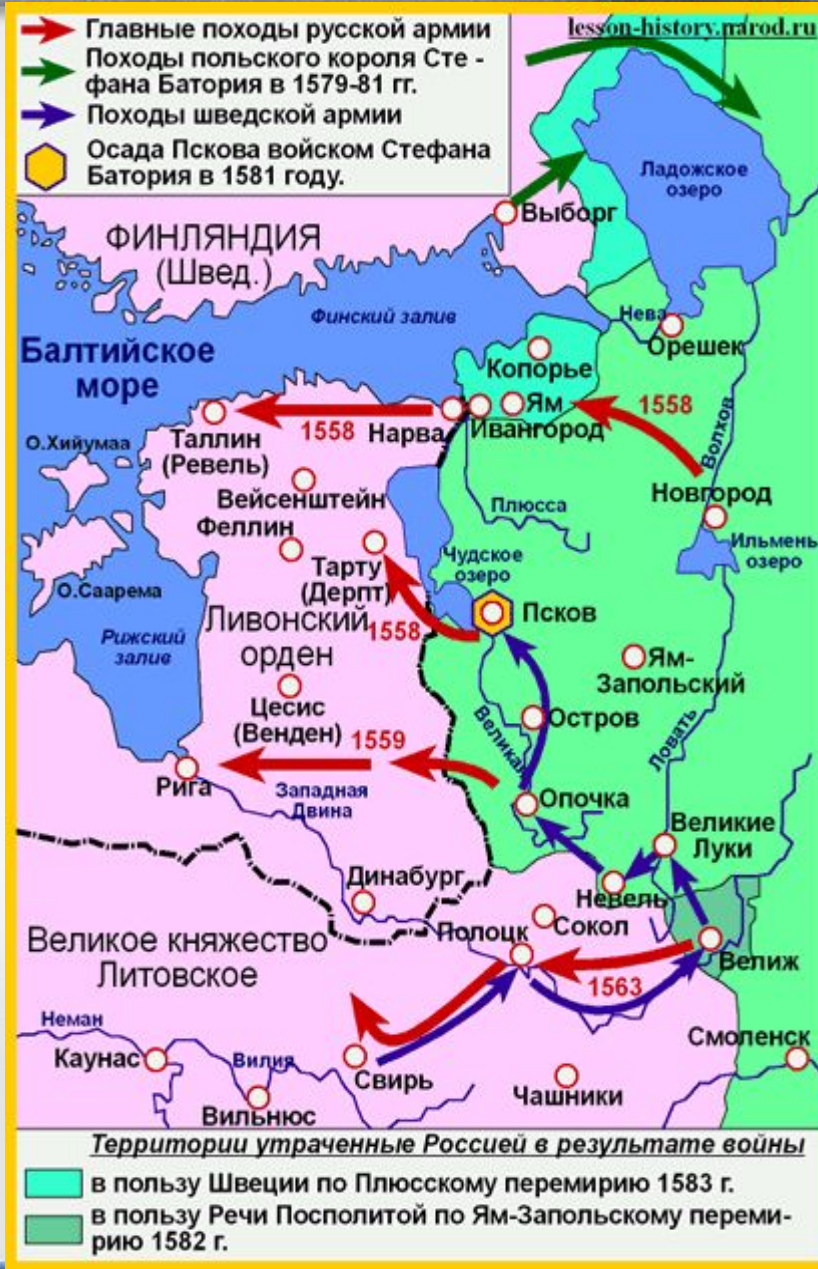 lesson-history.narod.ru
Главные походы русской армии
Походы польского короля Сте -
фана Батория в 1579-81 гг.
Походы шведской армии
Осада Пскова войском Стефана
Батория в 1581 году.
Ладожское
озеро
Выборг
ФИНЛЯНДИЯ
(Швед.)
Финский залив
Нева
Орешек
Балтийское
море
Копорье
Ям
1558
1558
Нарва
Ивангород
Таллин
(Ревель)
О.Хийумаа
Волхов
Вейсенштейн
Новгород
Феллин
Плюсса
Ильмень
озеро
Тарту
(Дерпт)
Чудское
озеро
О.Саарема
Псков
1558
Ливонский
орден
Рижский
залив
Ям-
Запольский
Цесис
(Венден)
Остров
Великая
Ловать
1559
Рига
Западная
Двина
Опочка
Великие
Луки
Динабург
Невель
Сокол
Полоцк
Велиж
Великое княжество
Литовское
1563
Неман
Каунас
Вилия
Свирь
Смоленск
Чашники
Вильнюс
Территории утраченные Россией в результате войны
в пользу Швеции по Плюсскому перемирию 1583 г.
в пользу Речи Посполитой по Ям-Запольскому переми-
рию 1582 г.